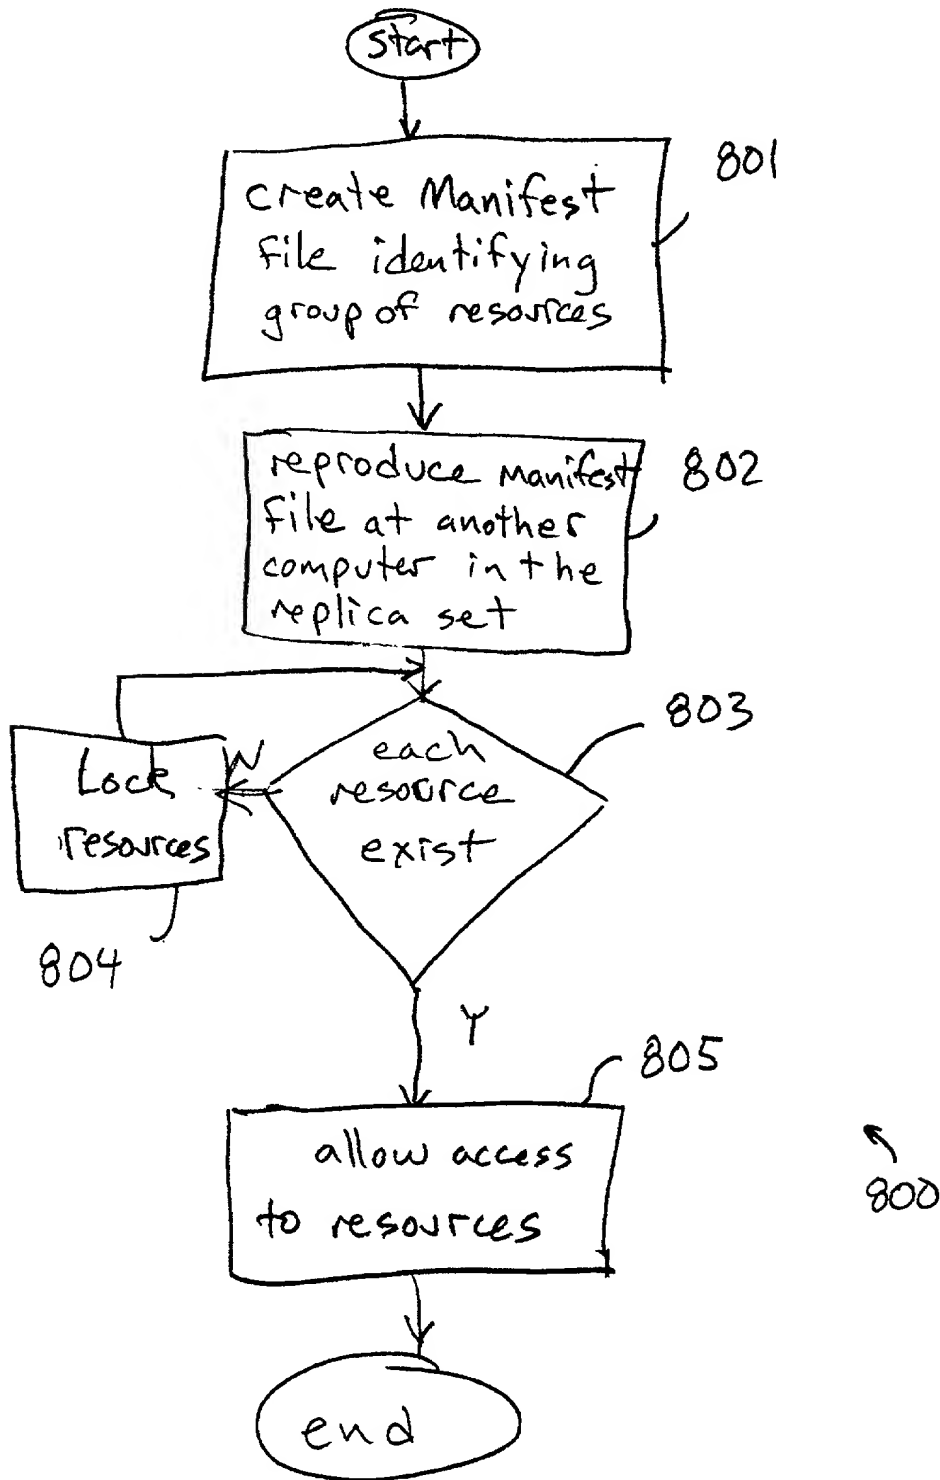 start
create Manifest
file identifying
group of resources
801
reproduce manifest
file at another
computer in the
replica set
802
each
resource
exist
803
N
Lock
resources
804
Y
805
allow access
to resources
800
end